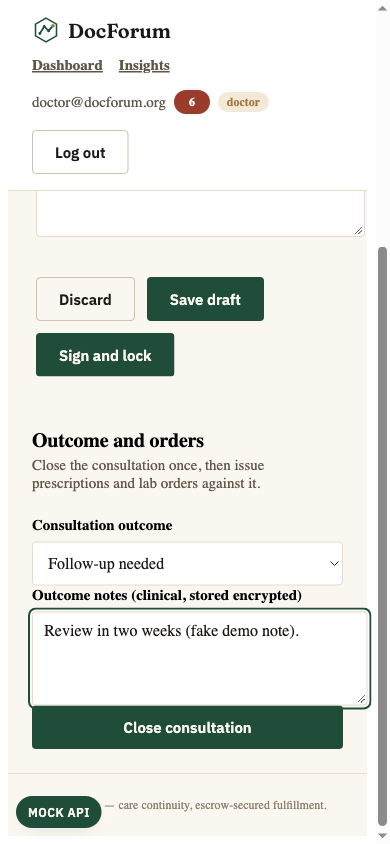 DocForum
Dashboard Insights
doctor@docforum.org 6 doctor
Log out
Discard Save draft
Sign and lock
Outcome and orders
Close the consultation once, then issue
prescriptions and lab orders against it.
Consultation outcome
Follow-up needed
Outcome notes (clinical, stored encrypted)
Review in two weeks (fake demo note).
Close consultation
MOCK API — care continuity, escrow-secured fulfillment.